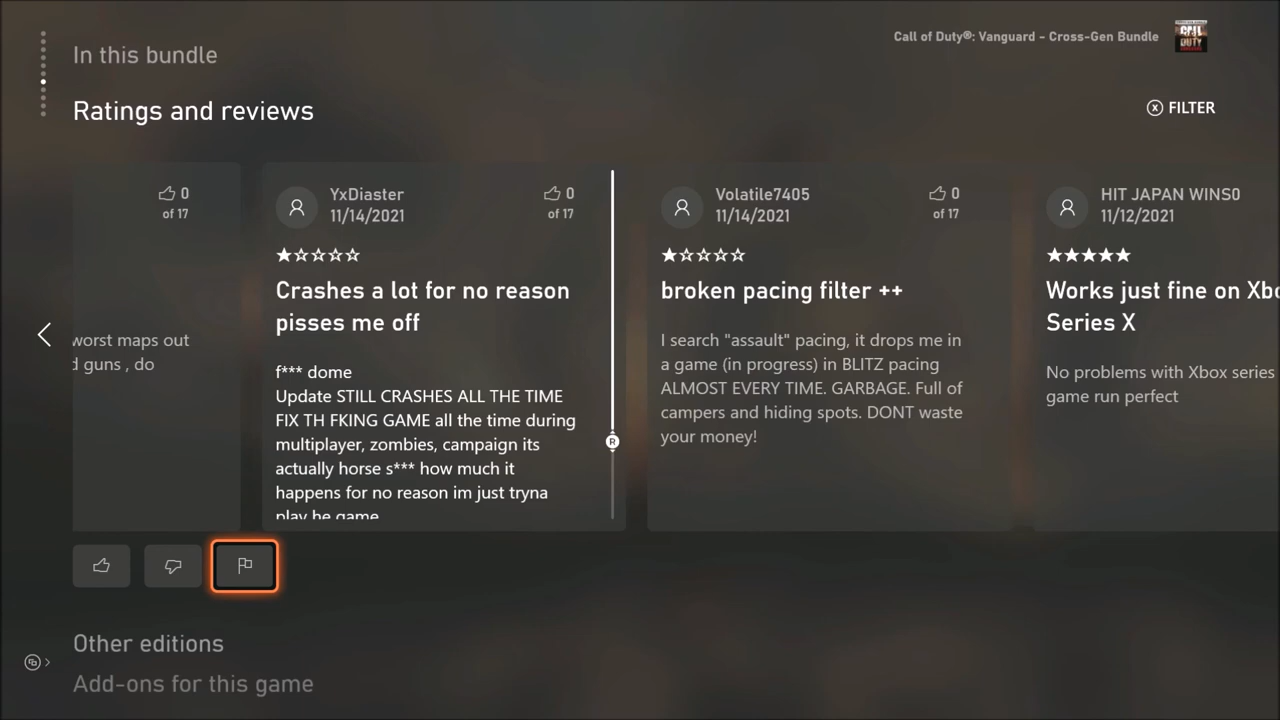 In this bundle
Call of Duty®: Vanguard - Cross-Gen Bundle
CALL OF
DUTY
Ratings and reviews
X FILTER
0
of 17
worst maps out
d guns , do
YxDiaster
11/14/2021
0
of 17
Crashes a lot for no reason
pisses me off
f*** dome
Update STILL CRASHES ALL THE TIME
FIX TH FKING GAME all the time during
multiplayer, zombies, campaign its
actually horse s*** how much it
happens for no reason im just tryna
play he game
R
Volatile7405
11/14/2021
0
of 17
broken pacing filter ++
I search "assault" pacing, it drops me in
a game (in progress) in BLITZ pacing
ALMOST EVERY TIME. GARBAGE. Full of
campers and hiding spots. DONT waste
your money!
HIT JAPAN WINS0
11/12/2021
Works just fine on Xbo
Series X
No problems with Xbox series
game run perfect
Other editions
Add-ons for this game